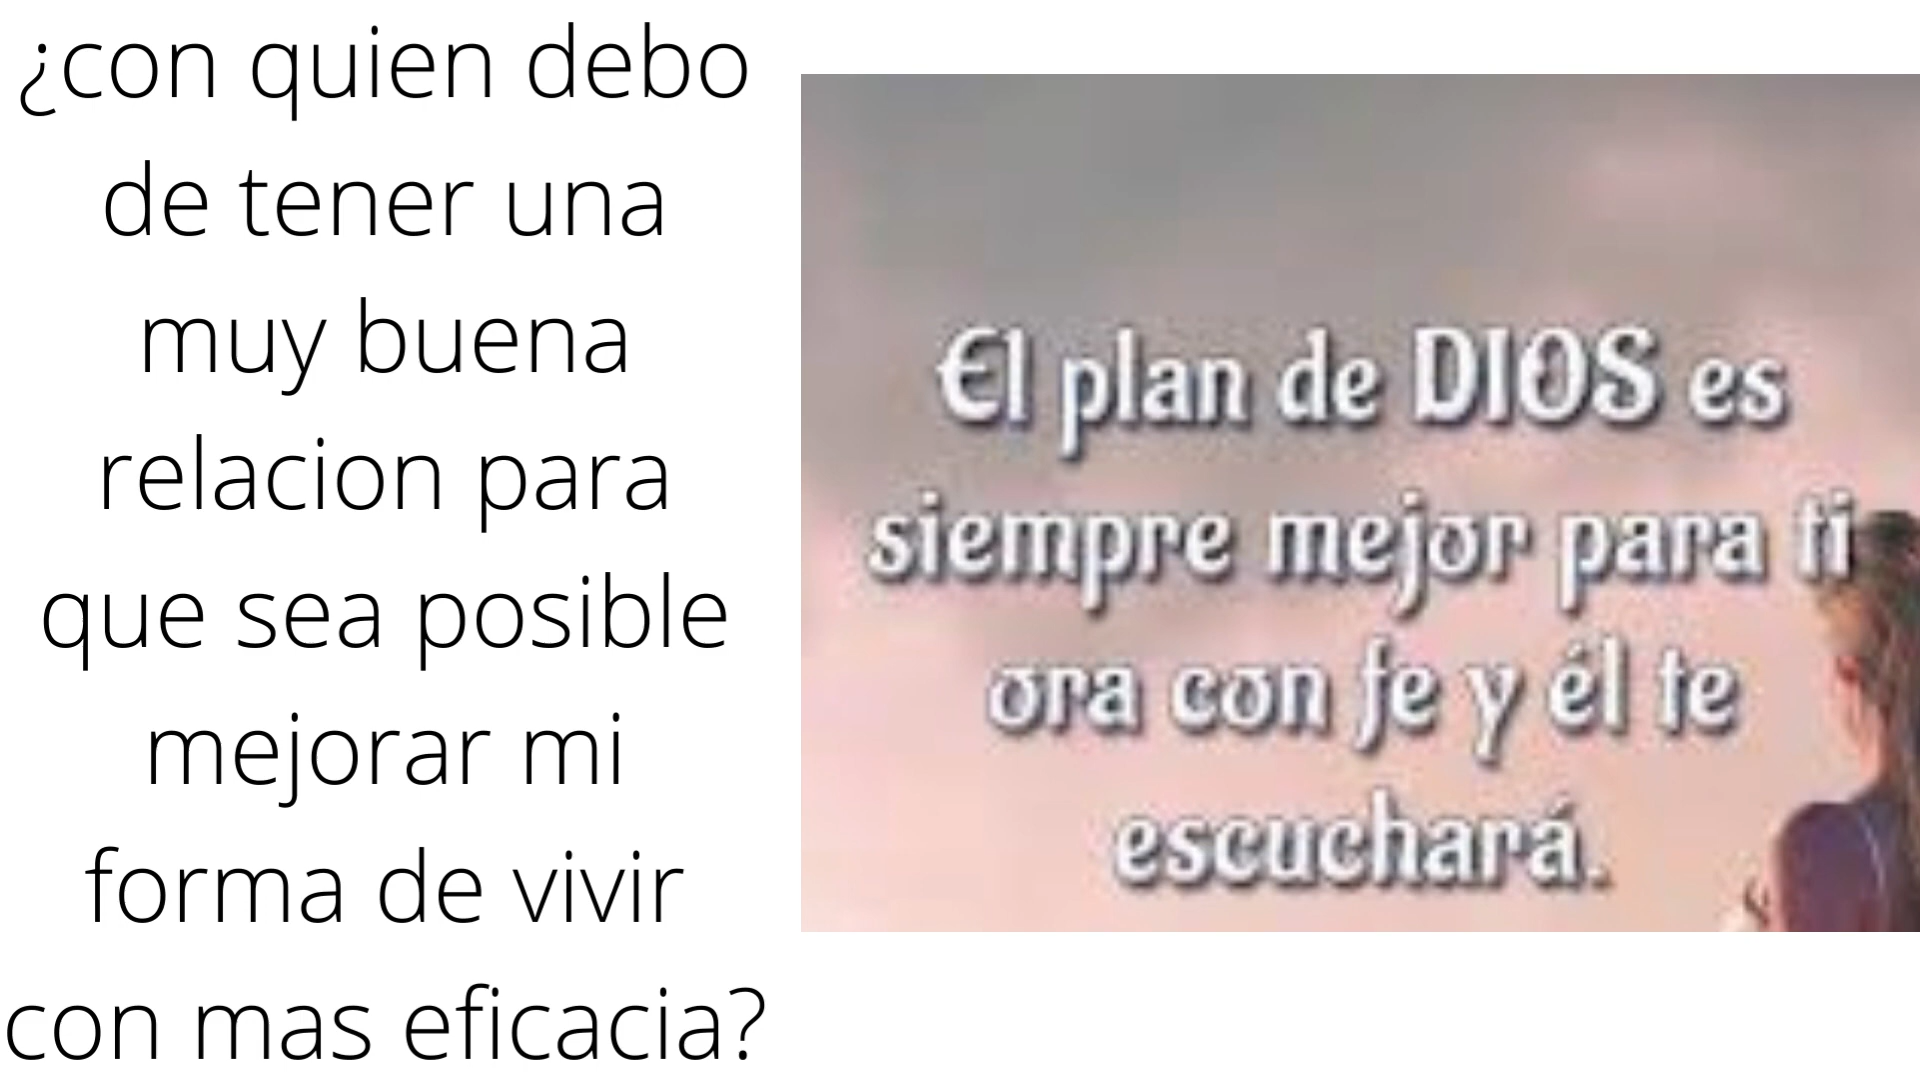 ¿con quien debo
de tener una
muy buena
relacion para
que sea posible
mejorar mi
forma de vivir
con mas eficacia?
El plan de DIOS es
siempre mejor para ti
ora con fe y él te
escuchará.